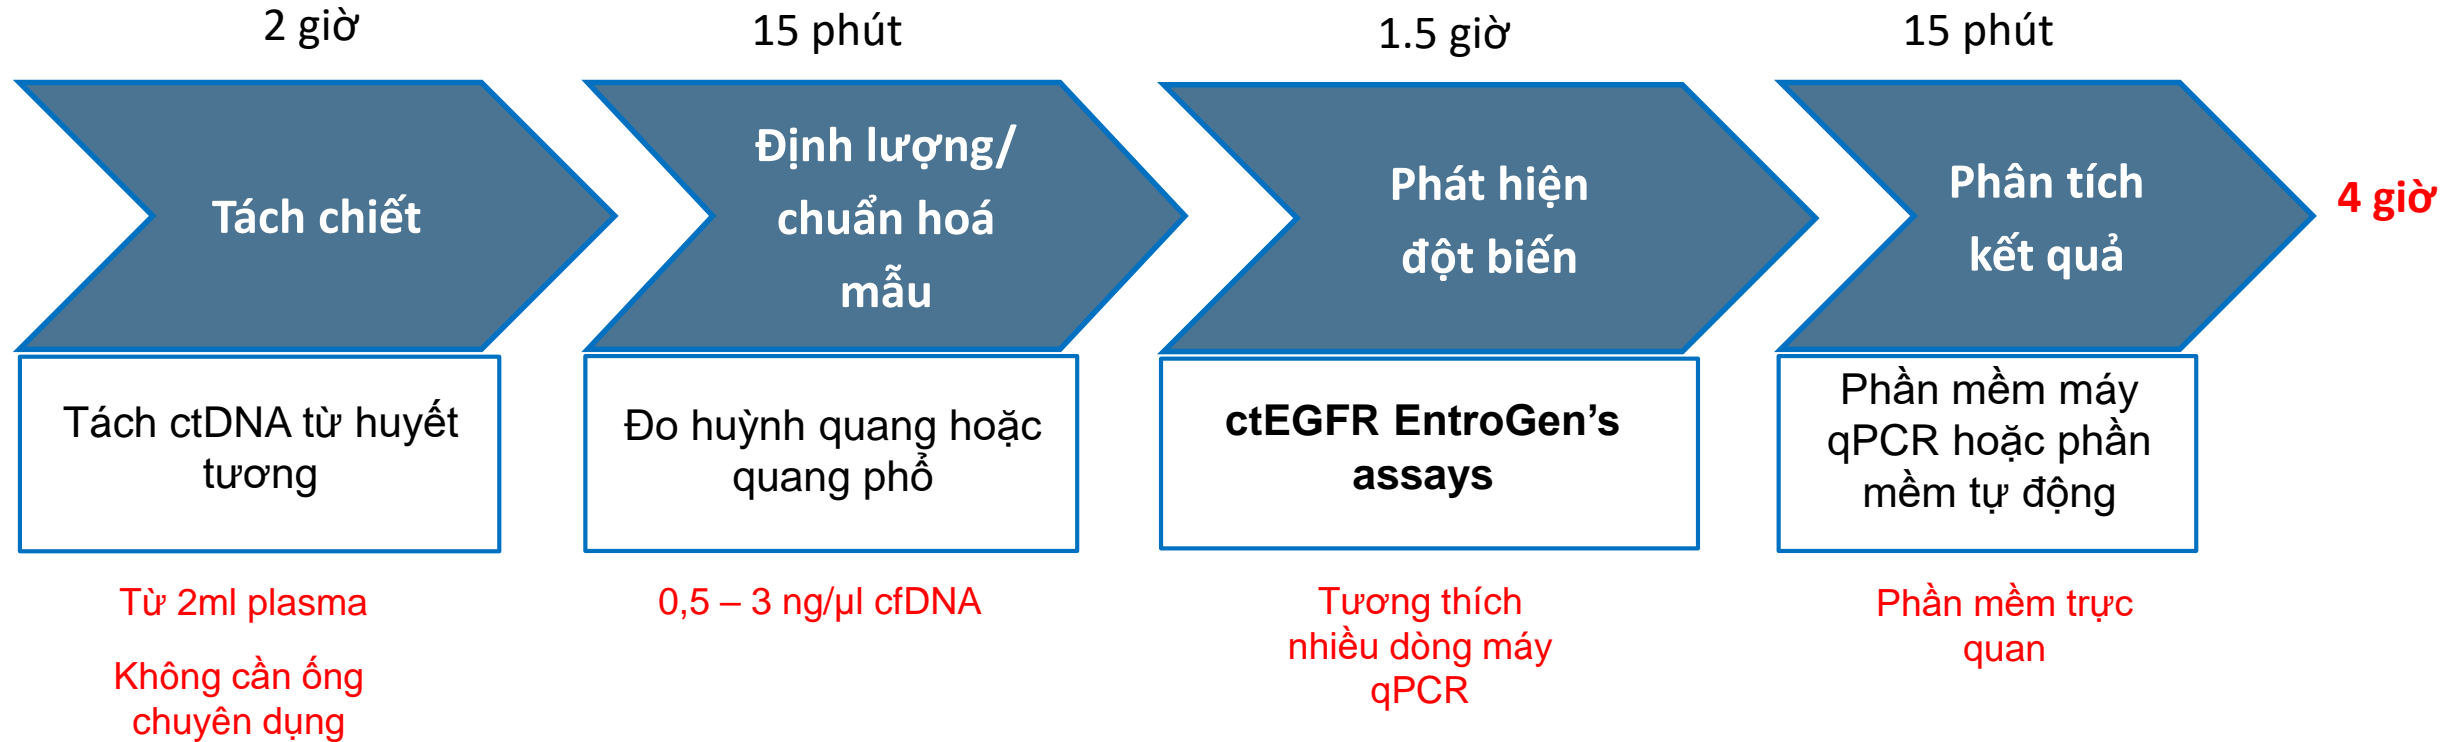 2 giờ
15 phút
1.5 giờ
15 phút
Tách chiết
Định lượng/
chuẩn hoá
mẫu
Phát hiện
đột biến
Phân tích
kết quả
4 giờ
Tách ctDNA từ huyết
tương
Đo huỳnh quang hoặc
quang phổ
ctEGFR EntroGen’s
assays
Phần mềm máy
qPCR hoặc phần
mềm tự động
Từ 2ml plasma
Không cần ống
chuyên dụng
0,5 – 3 ng/µl cfDNA
Tương thích
nhiều dòng máy
qPCR
Phần mềm trực
quan